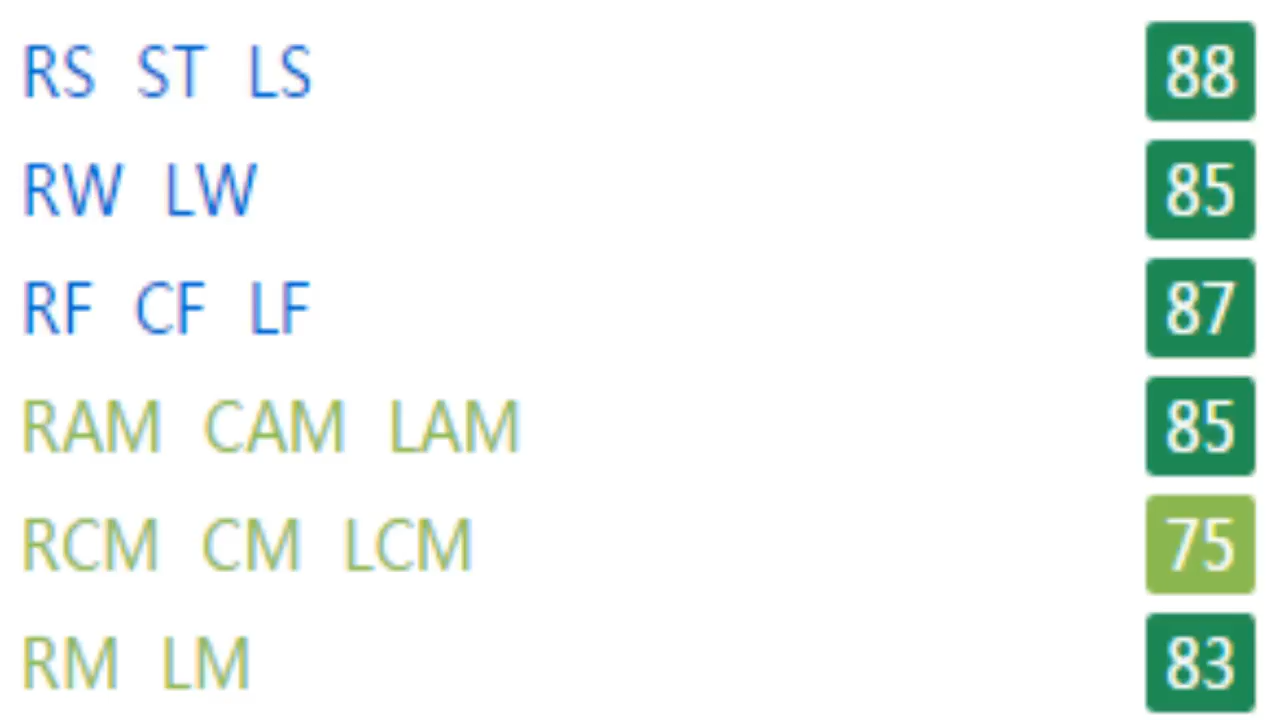 RS ST LS 88
RW LW 85
RF CF LF 87
RAM CAM LAM 85
RCM CM LCM 75
RM LM 83